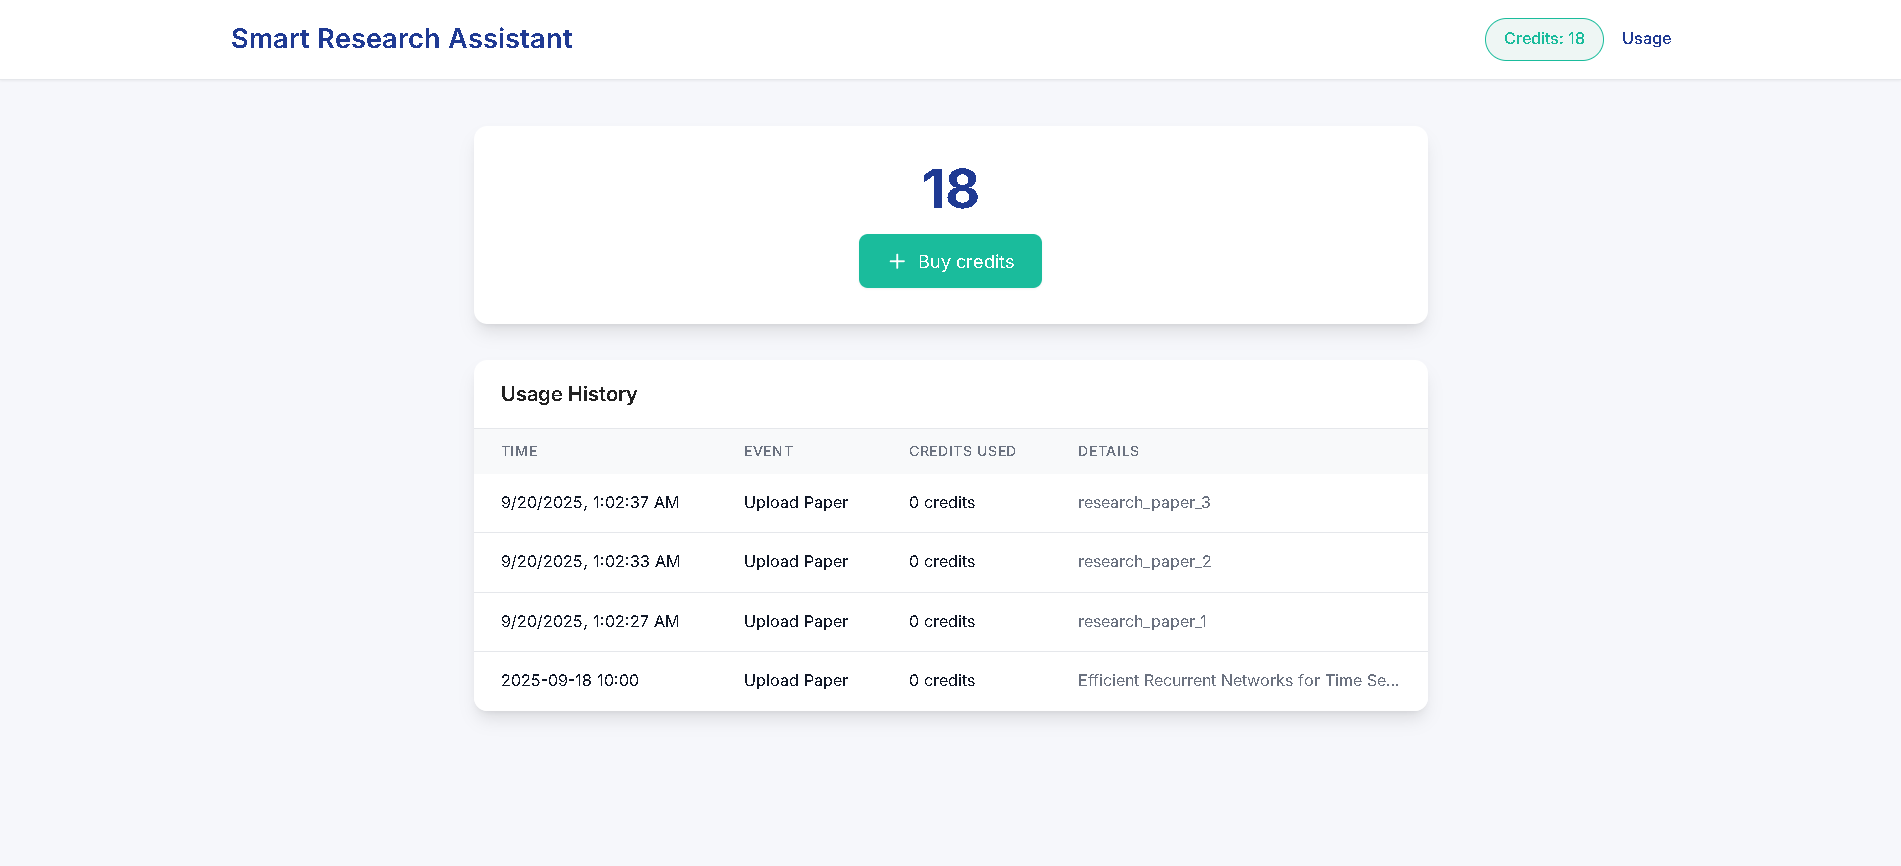 Smart Research Assistant
Credits: 18 Usage
18
+ Buy credits
Usage History
TIME EVENT CREDITS USED DETAILS
9/20/2025, 1:02:37 AM Upload Paper 0 credits research_paper_3
9/20/2025, 1:02:33 AM Upload Paper 0 credits research_paper_2
9/20/2025, 1:02:27 AM Upload Paper 0 credits research_paper_1
2025-09-18 10:00 Upload Paper 0 credits Efficient Recurrent Networks for Time Se...